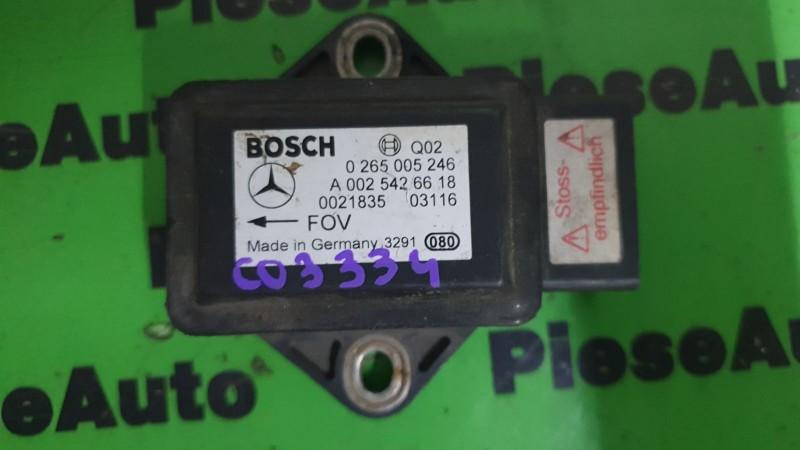 PieseAuto
PieseAuto
PieseAuto
BOSCH Q02
0 265 005 246
A 002 542 66 18
0021835 03116
FOV
Made in Germany 3291 080
C03334
Stoss-
empfindlich
PieseAuto
PieseAuto